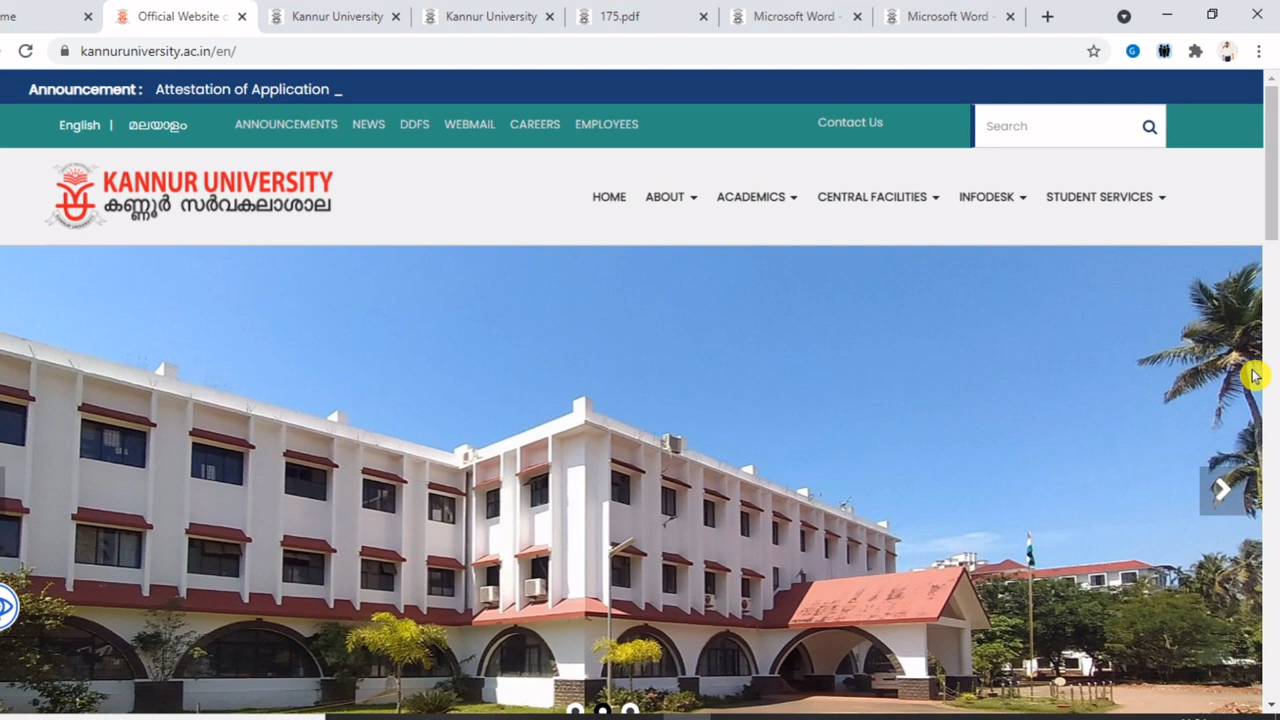 me
Official Website
Kannur University
Kannur University
175.pdf
Microsoft Word -
Microsoft Word -
kannuruniversity.ac.in/en/
Announcement : Attestation of Application _
English | മലയാളം
ANNOUNCEMENTS NEWS DDFS WEBMAIL CAREERS EMPLOYEES
Contact Us
Search
KANNUR UNIVERSITY
കണ്ണൂർ സർവകലാശാല
HOME ABOUT ACADEMICS CENTRAL FACILITIES INFODESK STUDENT SERVICES